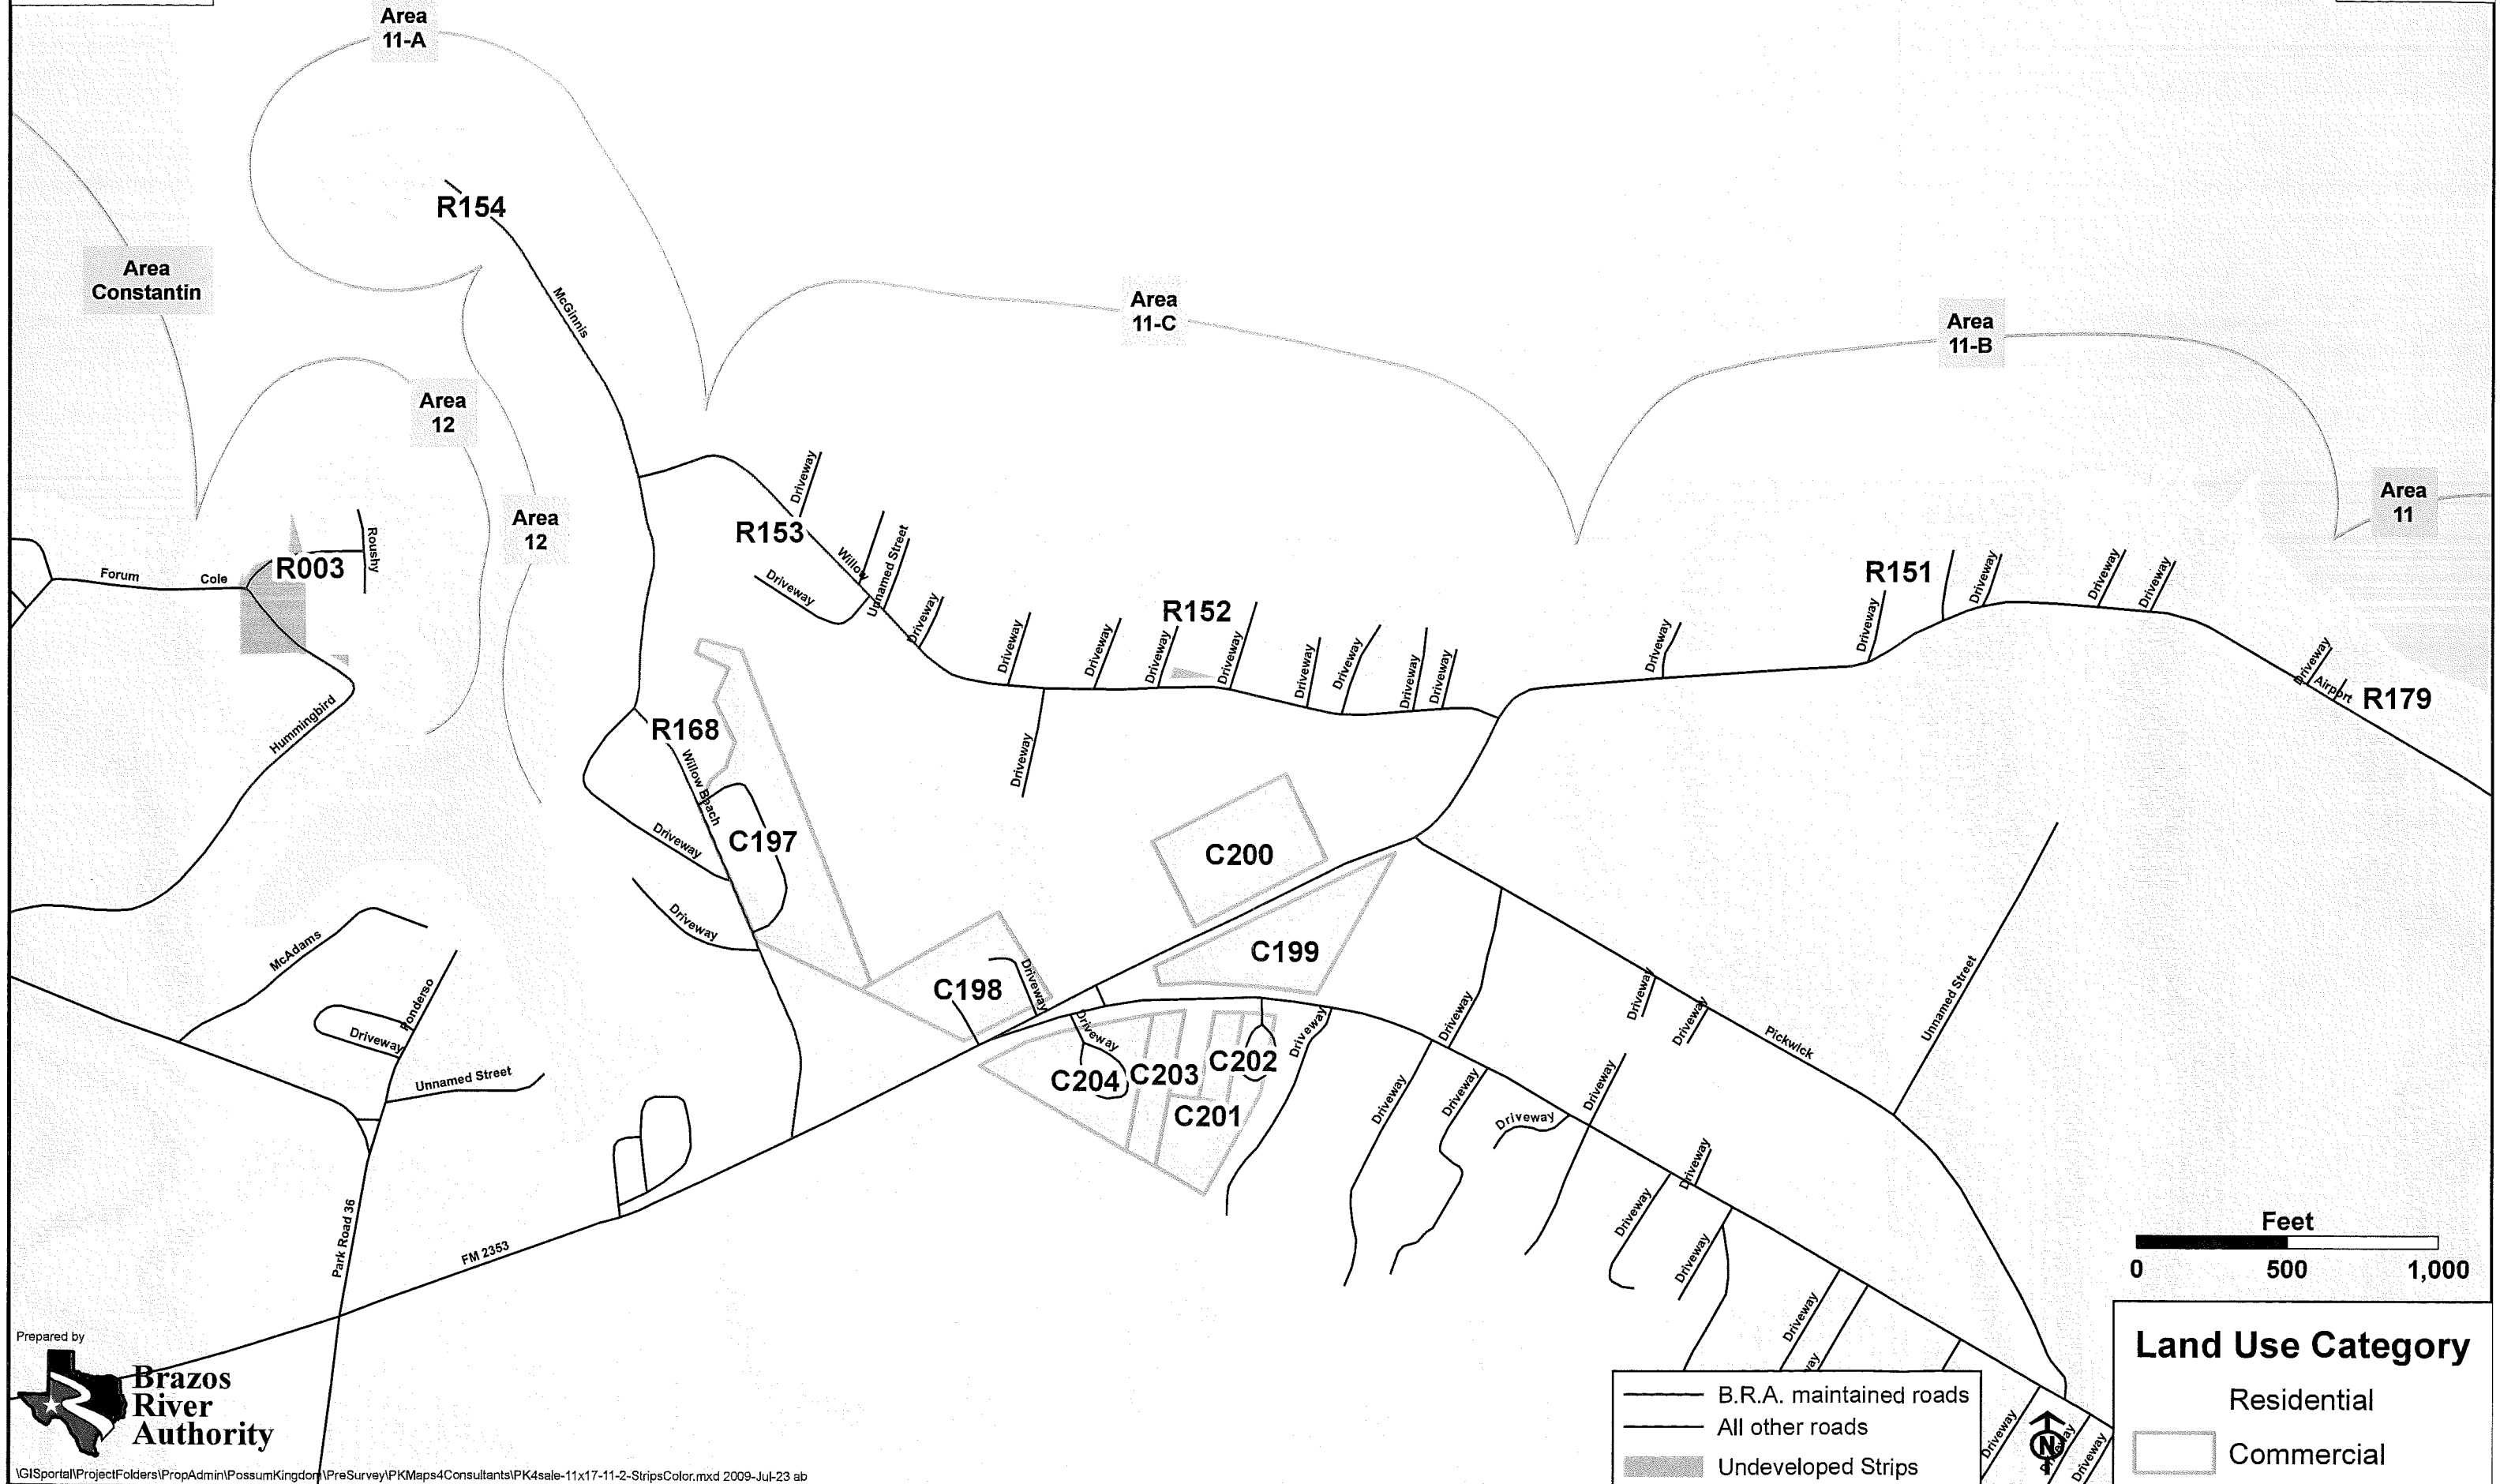 Area
11-A
R154
Area
Constantin
McGinnis
Area
11-C
Area
11-B
Area
12
Area
12
Area
11
Driveway
R153
Willow
Unnamed Street
Driveway
Driveway
Roushy
R003
Forum
Cole
R151
Driveway
Driveway
Driveway
Driveway
R152
Driveway
Driveway
Driveway
Driveway
Driveway
Driveway
Driveway
Driveway
Driveway
Driveway
Airport
R179
Hummingbird
R168
Willow Beach
Driveway
Driveway
C197
Driveway
C200
C199
McAdams
Ponderso
Driveway
Unnamed Street
C198
Driveway
Driveway
C204
C203
C202
C201
Driveway
Driveway
Driveway
Driveway
Pickwick
Unnamed Street
Driveway
Driveway
Driveway
Driveway
Driveway
Driveway
Driveway
Driveway
way
Park Road 36
FM 2353
Feet
0
500
1,000
Prepared by
Brazos
River
Authority
B.R.A. maintained roads
All other roads
Undeveloped Strips
Land Use Category
Residential
Commercial
Driveway
N
Driveway
\GISportal\ProjectFolders\PropAdmin\PossumKingdom\PreSurvey\PKMaps4Consultants\PK4sale-11x17-11-2-StripsColor.mxd 2009-Jul-23 ab